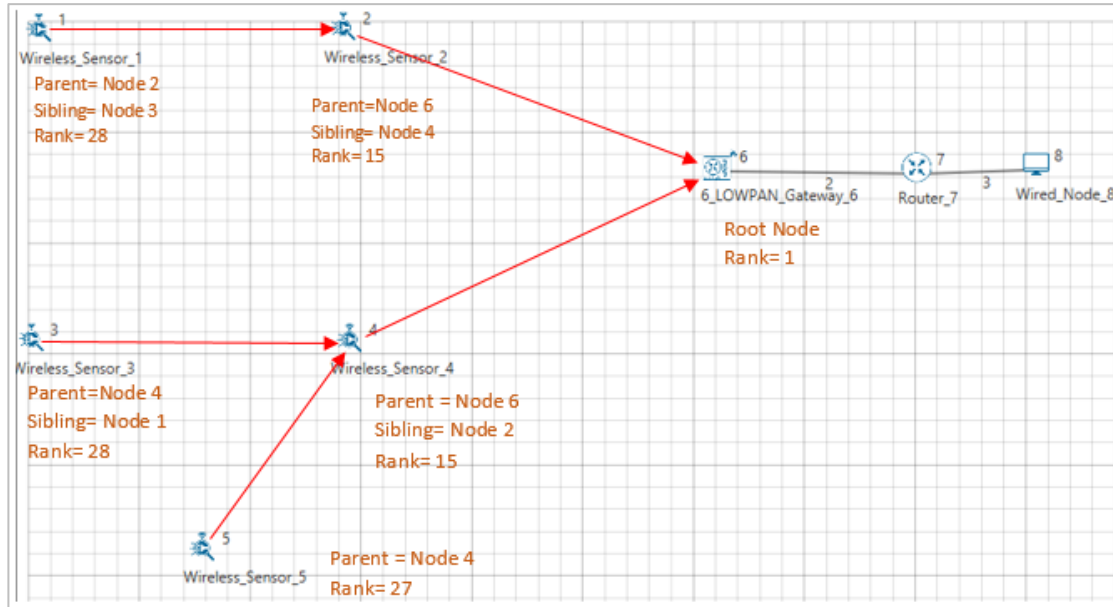 1
Wireless_Sensor_1
Parent= Node 2
Sibling= Node 3
Rank= 28
2
Wireless_Sensor_2
Parent=Node 6
Sibling= Node 4
Rank= 15
6
6_LOWPAN_Gateway_6
Root Node
Rank= 1
2
7
Router_7
3
8
Wired_Node_8
3
Wireless_Sensor_3
Parent=Node 4
Sibling= Node 1
Rank= 28
4
Wireless_Sensor_4
Parent = Node 6
Sibling= Node 2
Rank= 15
5
Wireless_Sensor_5
Parent = Node 4
Rank= 27